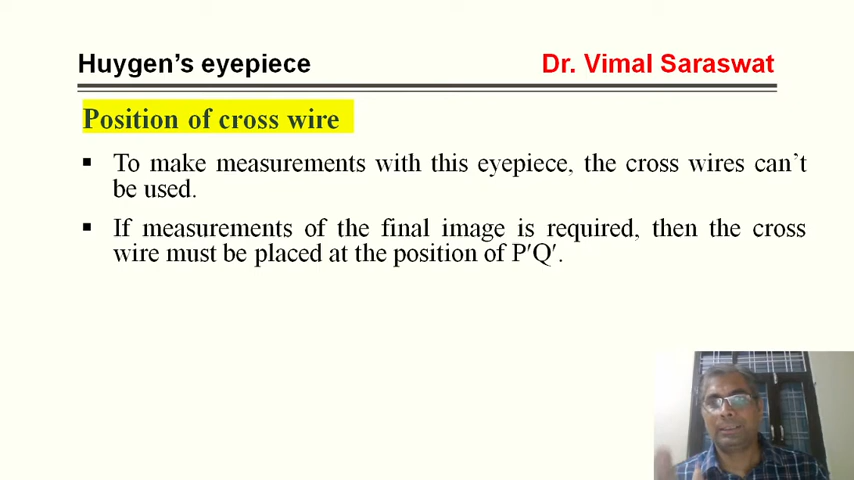 Huygen's eyepiece Dr. Vimal Saraswat
Position of cross wire
▪ To make measurements with this eyepiece, the cross wires can't
be used.
▪ If measurements of the final image is required, then the cross
wire must be placed at the position of P′Q′.